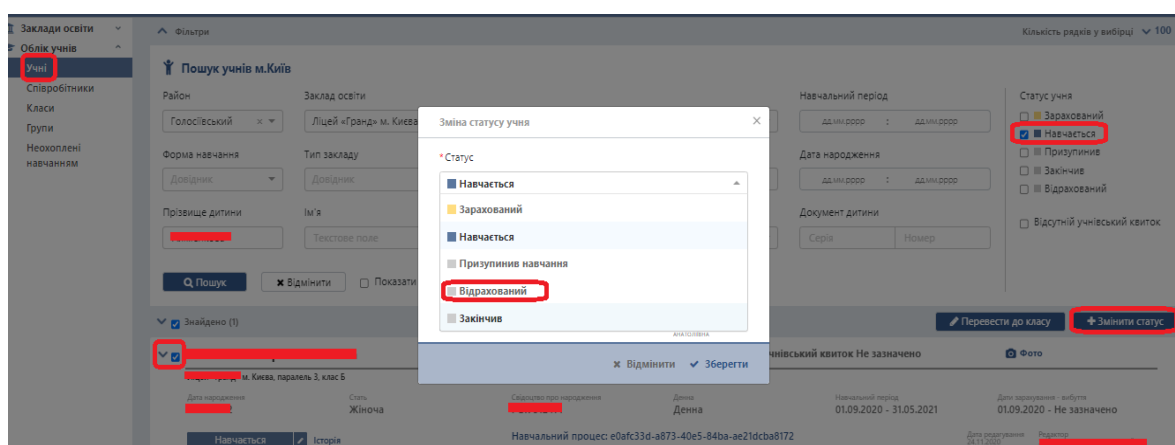 Заклади освіти
Облік учнів
Учні
Співробітники
Класи
Групи
Неохоплені
навчанням
Фільтри
Кількість рядків у вибірці 100
Пошук учнів м.Київ
Район
Заклад освіти
Навчальний період
Статус учня
Голосіївський
Ліцей «Гранд» м. Києва
дд.мм.рррр : дд.мм.рррр
Зарахований
Навчається
Призупинив
Закінчив
Відрахований
Відсутній учнівський квиток
Форма навчання
Тип закладу
Дата народження
Довідник
Довідник
дд.мм.рррр : дд.мм.рррр
Прізвище дитини
Ім'я
Документ дитини
Текстове поле
Серія
Номер
Пошук
Відмінити
Показати
Зміна статусу учня
* Статус
Навчається
Зарахований
Навчається
Призупинив навчання
Відрахований
Закінчив
АНАТОЛІЇВНА
Відмінити
Зберегти
Знайдено (1)
Перевести до класу
Змінити статус
квиток Не зазначено
Фото
м. Києва, паралель 3, клас Б
Дата народження
Стать
Свідоцтво про народження
Денна
Навчальний період
Дати зарахування - вибуття
Жіноча
Денна
01.09.2020 - 31.05.2021
01.09.2020 - Не зазначено
Навчається
Історія
Навчальний процес: e0afc33d-a873-40e5-84ba-ae21dcba8172
Дата редагування
24.11.2020
Редактор